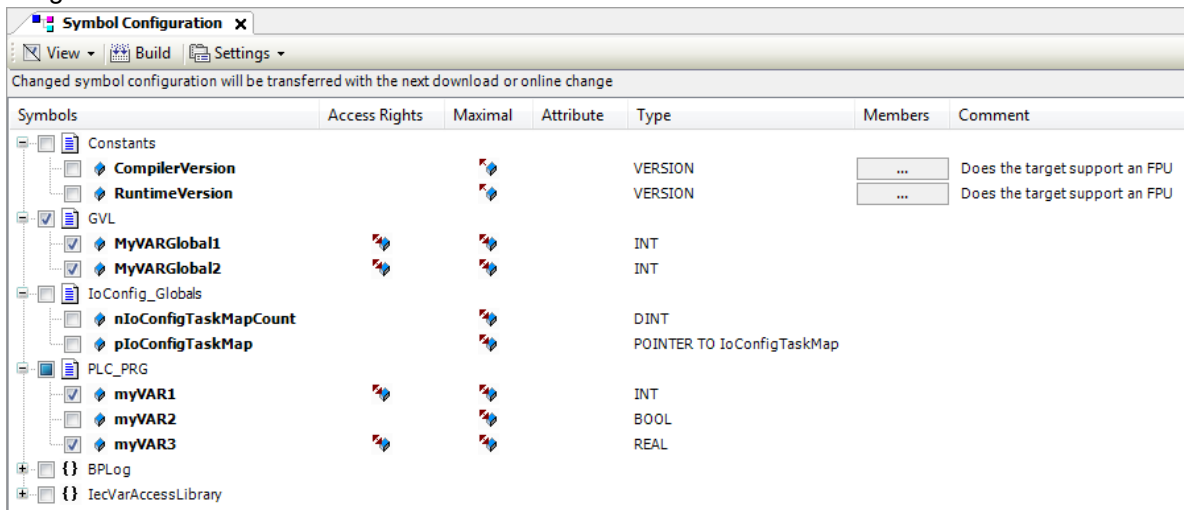 Symbol Configuration x
View Build Settings
Changed symbol configuration will be transferred with the next download or online change
Symbols Access Rights Maximal Attribute Type Members Comment
Constants
CompilerVersion VERSION ... Does the target support an FPU
RuntimeVersion VERSION ... Does the target support an FPU
GVL
MyVARGlobal1 INT
MyVARGlobal2 INT
IoConfig_Globals
nIoConfigTaskMapCount DINT
pIoConfigTaskMap POINTER TO IoConfigTaskMap
PLC_PRG
myVAR1 INT
myVAR2 BOOL
myVAR3 REAL
{} BPLog
{} IecVarAccessLibrary